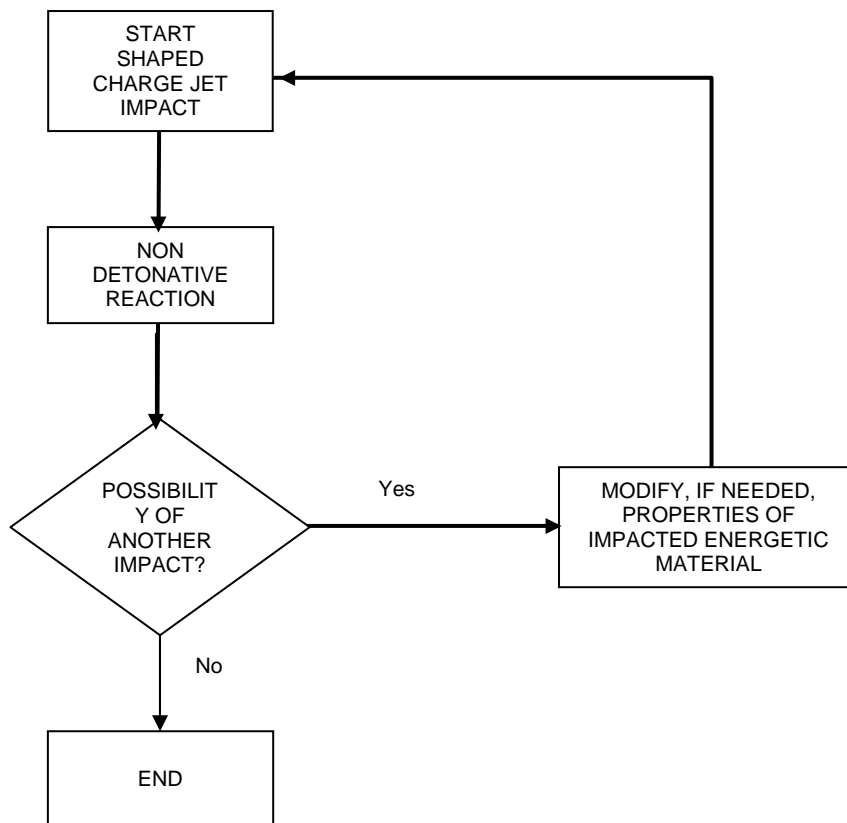 START
SHAPED
CHARGE JET
IMPACT
NON
DETONATIVE
REACTION
POSSIBILIT
Y OF
ANOTHER
IMPACT?
Yes
MODIFY, IF NEEDED,
PROPERTIES OF
IMPACTED ENERGETIC
MATERIAL
No
END